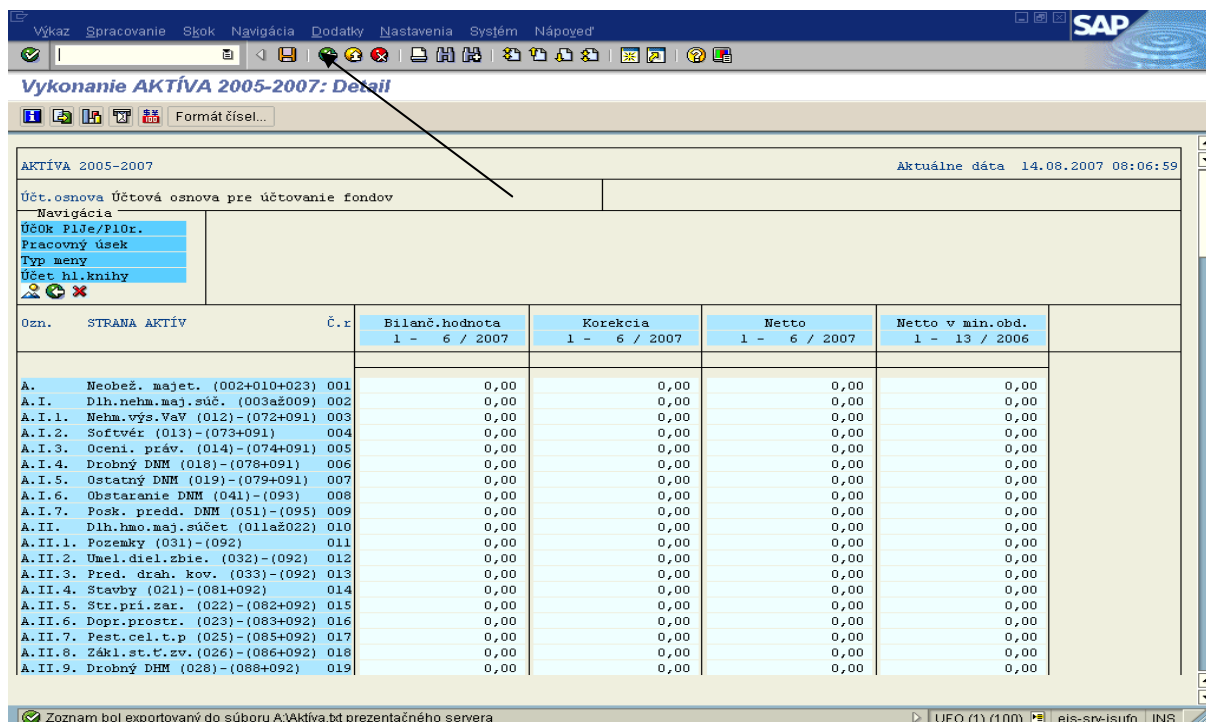 Výkaz Spracovanie Skok Navigácia Dodatky Nastavenia Systém Nápoveď
SAP
Vykonanie AKTÍVA 2005-2007: Detail
Formát čísel...
AKTÍVA 2005-2007 Aktuálne dáta 14.08.2007 08:06:59
Účt.osnova Účtová osnova pre účtovanie fondov
Navigácia
ÚčOk PlJe/PlOr.
Pracovný úsek
Typ meny
Účet hl.knihy
Ozn. STRANA AKTÍV Č.r Bilanč.hodnota Korekcia Netto Netto v min.obd.
1 - 6 / 2007 1 - 6 / 2007 1 - 6 / 2007 1 - 13 / 2006
A. Neobež. majet. (002+010+023) 001 0,00 0,00 0,00 0,00
A.I. Dlh.nehm.maj.súč. (003až009) 002 0,00 0,00 0,00 0,00
A.I.1. Nehm.výs.VaV (012)-(072+091) 003 0,00 0,00 0,00 0,00
A.I.2. Softvér (013)-(073+091) 004 0,00 0,00 0,00 0,00
A.I.3. Oceni. práv. (014)-(074+091) 005 0,00 0,00 0,00 0,00
A.I.4. Drobný DNM (018)-(078+091) 006 0,00 0,00 0,00 0,00
A.I.5. Ostatný DNM (019)-(079+091) 007 0,00 0,00 0,00 0,00
A.I.6. Obstaranie DNM (041)-(093) 008 0,00 0,00 0,00 0,00
A.I.7. Posk. predd. DNM (051)-(095) 009 0,00 0,00 0,00 0,00
A.II. Dlh.hmo.maj.súčet (011až022) 010 0,00 0,00 0,00 0,00
A.II.1. Pozemky (031)-(092) 011 0,00 0,00 0,00 0,00
A.II.2. Umel.diel.zbie. (032)-(092) 012 0,00 0,00 0,00 0,00
A.II.3. Pred. drah. kov. (033)-(092) 013 0,00 0,00 0,00 0,00
A.II.4. Stavby (021)-(081+092) 014 0,00 0,00 0,00 0,00
A.II.5. Str.prí.zar. (022)-(082+092) 015 0,00 0,00 0,00 0,00
A.II.6. Dopr.prostr. (023)-(083+092) 016 0,00 0,00 0,00 0,00
A.II.7. Pest.cel.t.p (025)-(085+092) 017 0,00 0,00 0,00 0,00
A.II.8. Zákl.st.ť.zv.(026)-(086+092) 018 0,00 0,00 0,00 0,00
A.II.9. Drobný DHM (028)-(088+092) 019 0,00 0,00 0,00 0,00
Zoznam bol exportovaný do súboru A:\Aktíva.txt prezentačného servera UFO (1) (100) eis-srv-isufo INS